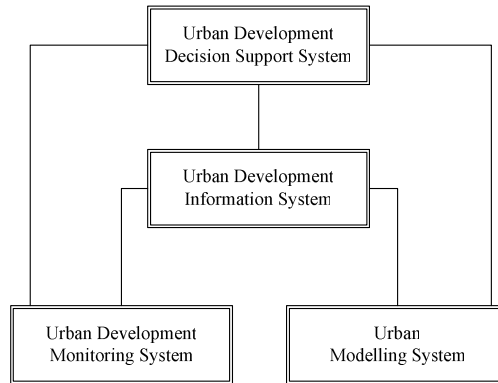 Urban Development
Decision Support System
Urban Development
Information System
Urban Development
Monitoring System
Urban
Modelling System